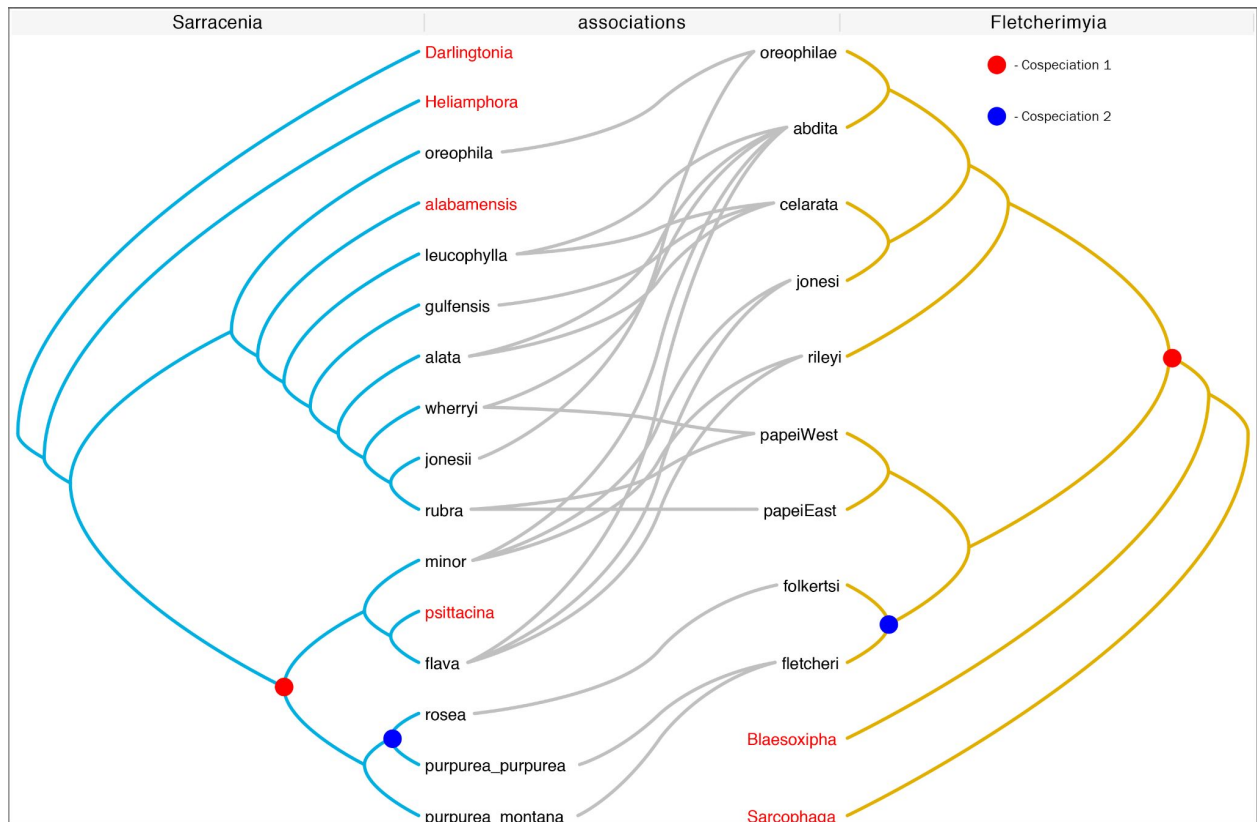 Sarracenia
associations
Fletcherimyia
- Cospeciation 1
- Cospeciation 2
Darlingtonia
Heliamphora
oreophila
alabamensis
leucophylla
gulfensis
alata
wherryi
jonesii
rubra
minor
psittacina
flava
rosea
purpurea_purpurea
purpurea_montana
oreophilae
abdita
celarata
jonesi
rileyi
papeiWest
papeiEast
folkertsi
fletcheri
Blaesoxipha
Sarcophaga